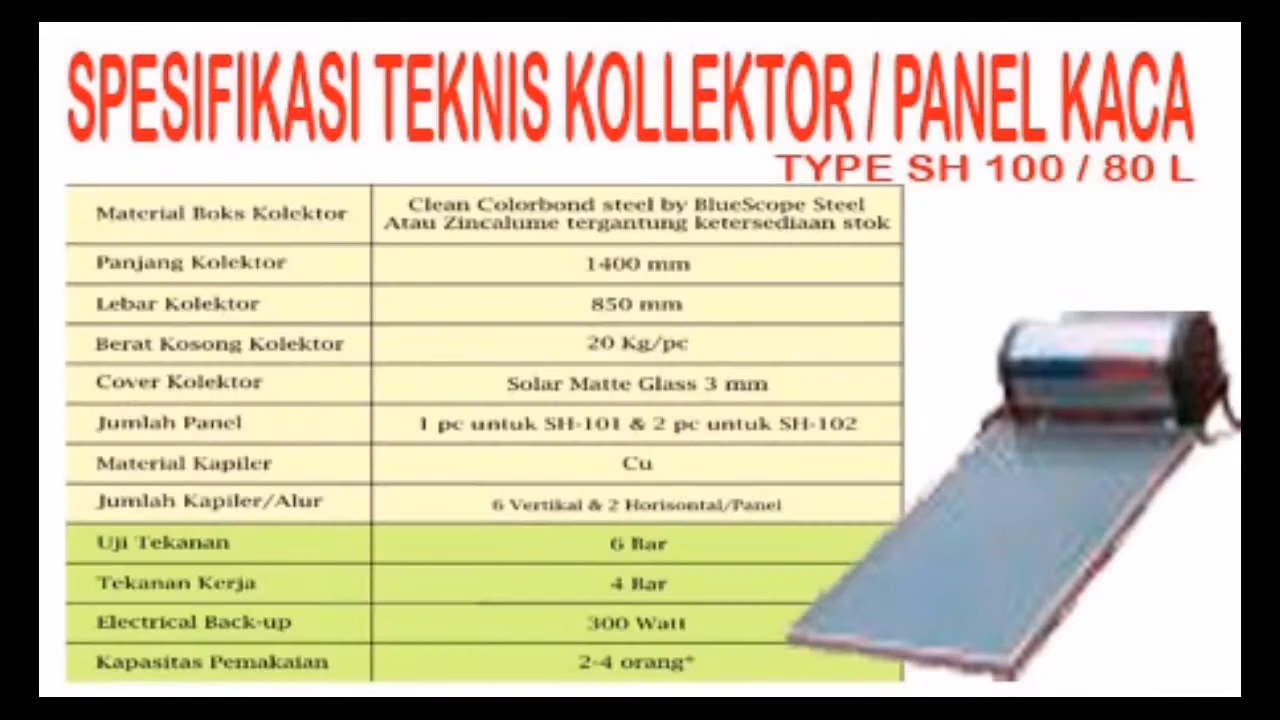 SPESIFIKASI TEKNIS KOLLEKTOR / PANEL KACA
TYPE SH 100 / 80 L
Material Boks Kolektor
Clean Colorbond steel by BlueScope Steel
Atau Zincalume tergantung ketersediaan stok
Panjang Kolektor
1400 mm
Lebar Kolektor
850 mm
Berat Kosong Kolektor
20 Kg/pc
Cover Kolektor
Solar Matte Glass 3 mm
Jumlah Panel
1 pc untuk SH-101 & 2 pc untuk SH-102
Material Kapiler
Cu
Jumlah Kapiler/Alur
6 Vertikal & 2 Horisontal/Panel
Uji Tekanan
6 Bar
Tekanan Kerja
4 Bar
Electrical Back-up
300 Watt
Kapasitas Pemakaian
2-4 orang*